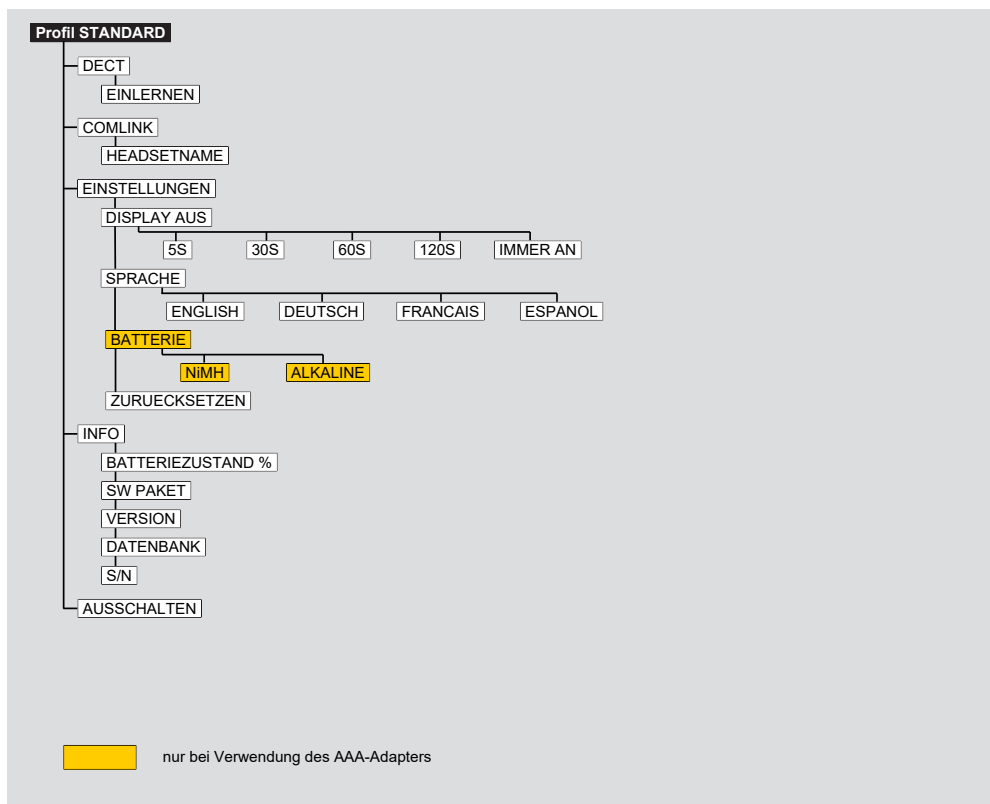 Profil STANDARD
DECT
EINLERNEN
COMLINK
HEADSETNAME
EINSTELLUNGEN
DISPLAY AUS
5S 30S 60S 120S IMMER AN
SPRACHE
ENGLISH DEUTSCH FRANCAIS ESPANOL
BATTERIE
NiMH ALKALINE
ZURUECKSETZEN
INFO
BATTERIEZUSTAND %
SW PAKET
VERSION
DATENBANK
S/N
AUSSCHALTEN
nur bei Verwendung des AAA-Adapters